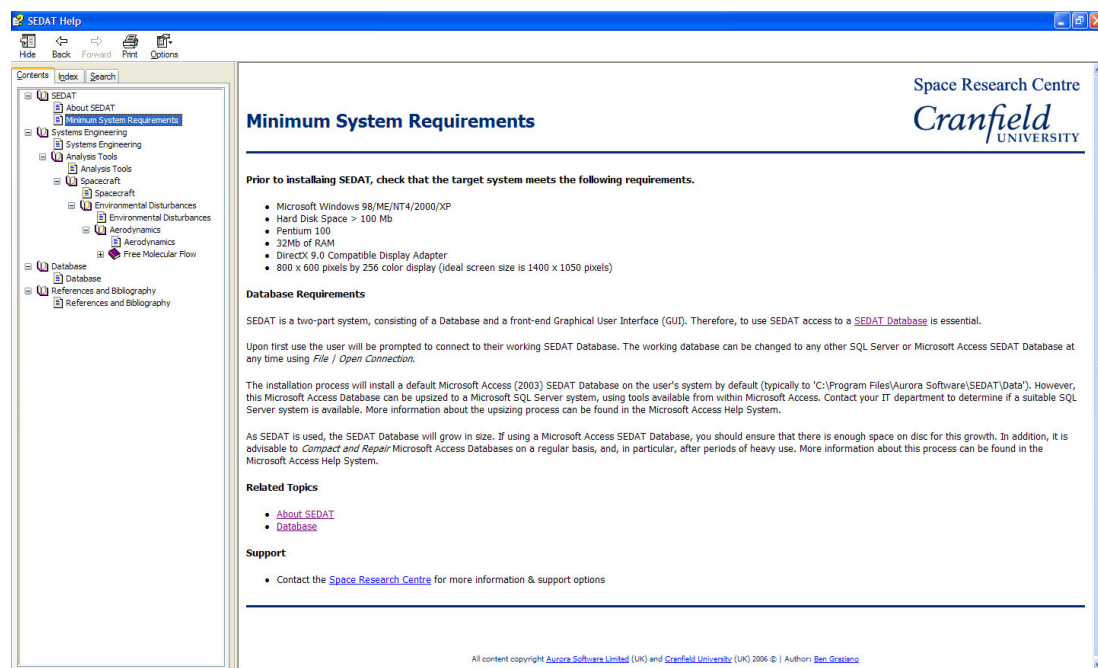 SEDAT Help
Hide Back Forward Print Options
Contents Index Search
SEDAT
About SEDAT
Minimum System Requirements
Systems Engineering
Systems Engineering
Analysis Tools
Analysis Tools
Spacecraft
Spacecraft
Environmental Disturbances
Environmental Disturbances
Aerodynamics
Aerodynamics
Free Molecular Flow
Database
Database
References and Bibliography
References and Bibliography
Space Research Centre
Cranfield
UNIVERSITY
Minimum System Requirements
Prior to installaing SEDAT, check that the target system meets the following requirements.
• Microsoft Windows 98/ME/NT4/2000/XP
• Hard Disk Space > 100 Mb
• Pentium 100
• 32Mb of RAM
• DirectX 9.0 Compatible Display Adapter
• 800 x 600 pixels by 256 color display (ideal screen size is 1400 x 1050 pixels)
Database Requirements
SEDAT is a two-part system, consisting of a Database and a front-end Graphical User Interface (GUI). Therefore, to use SEDAT access to a SEDAT Database is essential.
Upon first use the user will be prompted to connect to their working SEDAT Database. The working database can be changed to any other SQL Server or Microsoft Access SEDAT Database at
any time using File / Open Connection.
The installation process will install a default Microsoft Access (2003) SEDAT Database on the user's system by default (typically to 'C:\Program Files\Aurora Software\SEDAT\Data'). However,
this Microsoft Access Database can be upsized to a Microsoft SQL Server system, using tools available from within Microsoft Access. Contact your IT department to determine if a suitable SQL
Server system is available. More information about the upsizing process can be found in the Microsoft Access Help System.
As SEDAT is used, the SEDAT Database will grow in size. If using a Microsoft Access SEDAT Database, you should ensure that there is enough space on disc for this growth. In addition, it is
advisable to Compact and Repair Microsoft Access Databases on a regular basis, and, in particular, after periods of heavy use. More information about this process can be found in the
Microsoft Access Help System.
Related Topics
• About SEDAT
• Database
Support
• Contact the Space Research Centre for more information & support options
All content copyright Aurora Software Limited (UK) and Cranfield University (UK) 2006 © | Author: Ben Graziano